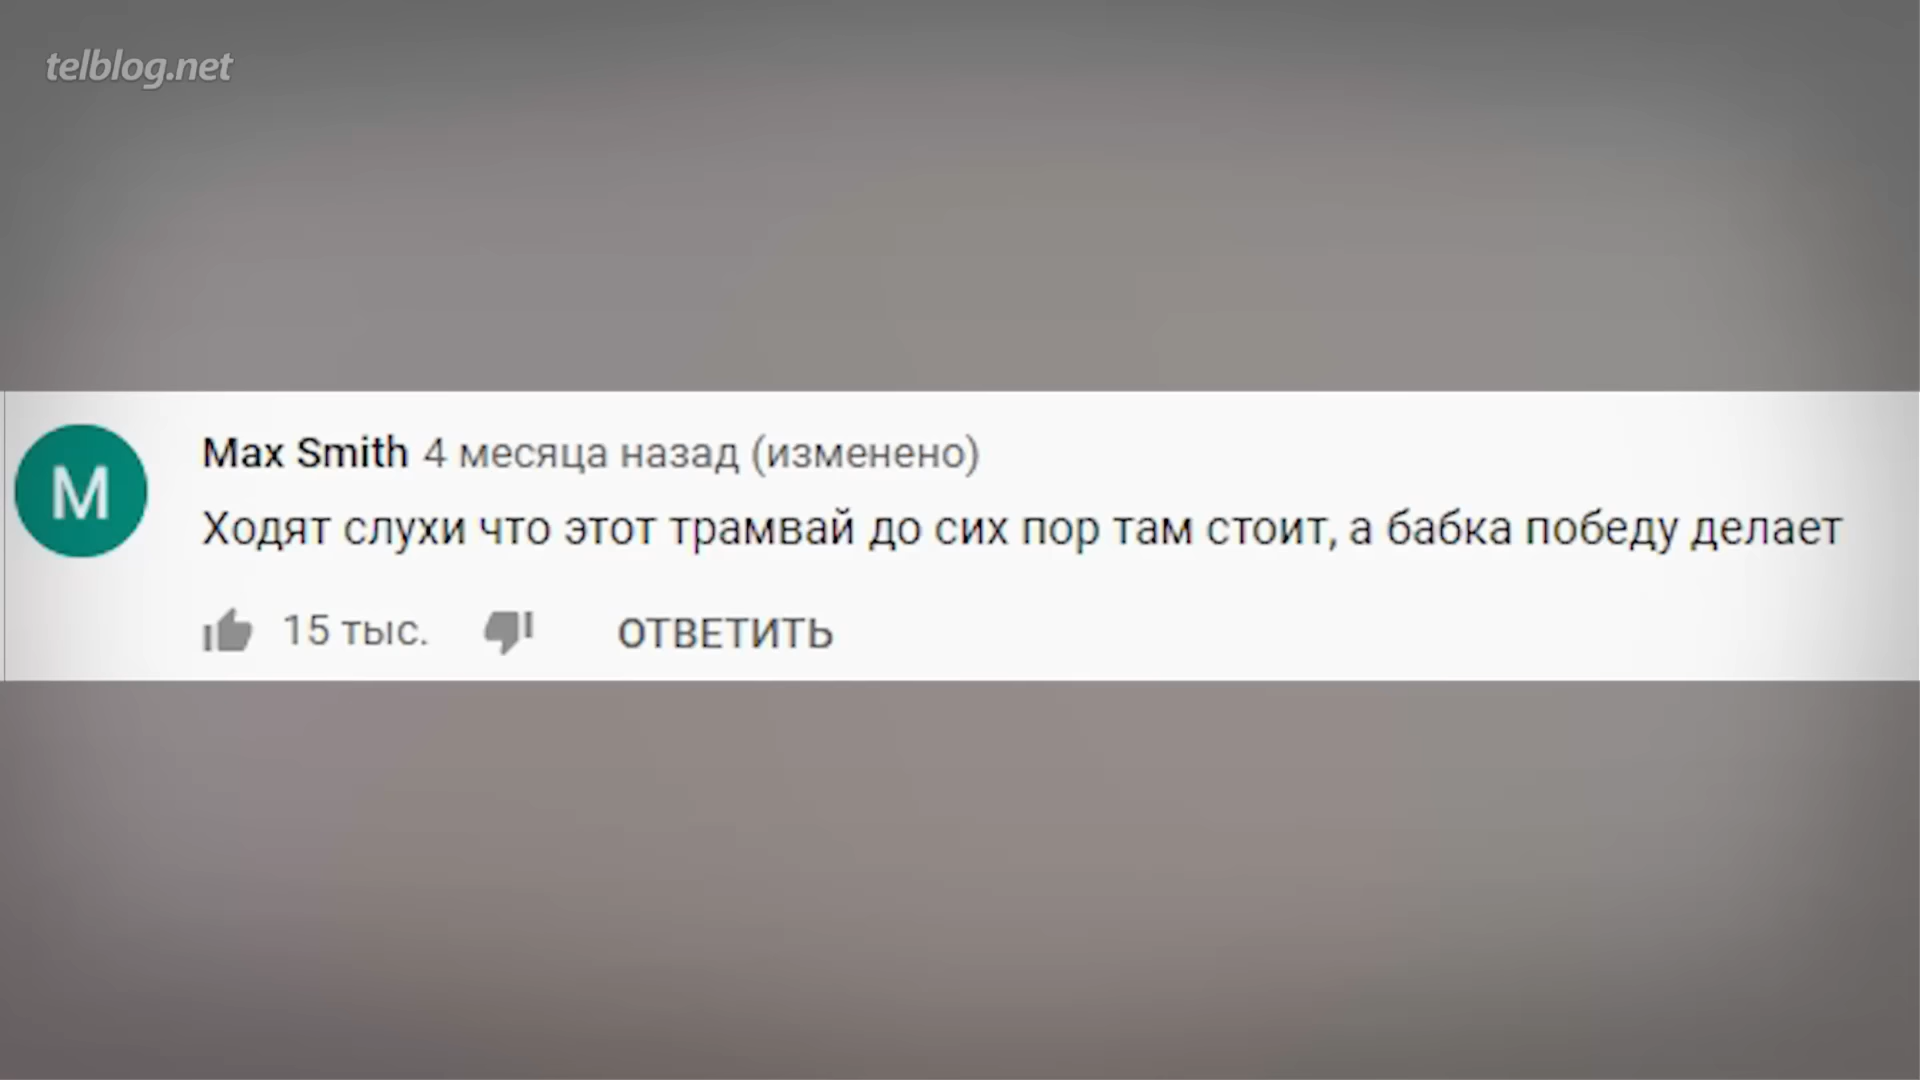 telblog.net
Max Smith 4 месяца назад (изменено)
Ходят слухи что этот трамвай до сих пор там стоит, а бабка победу делает
15 тыс. ОТВЕТИТЬ
M